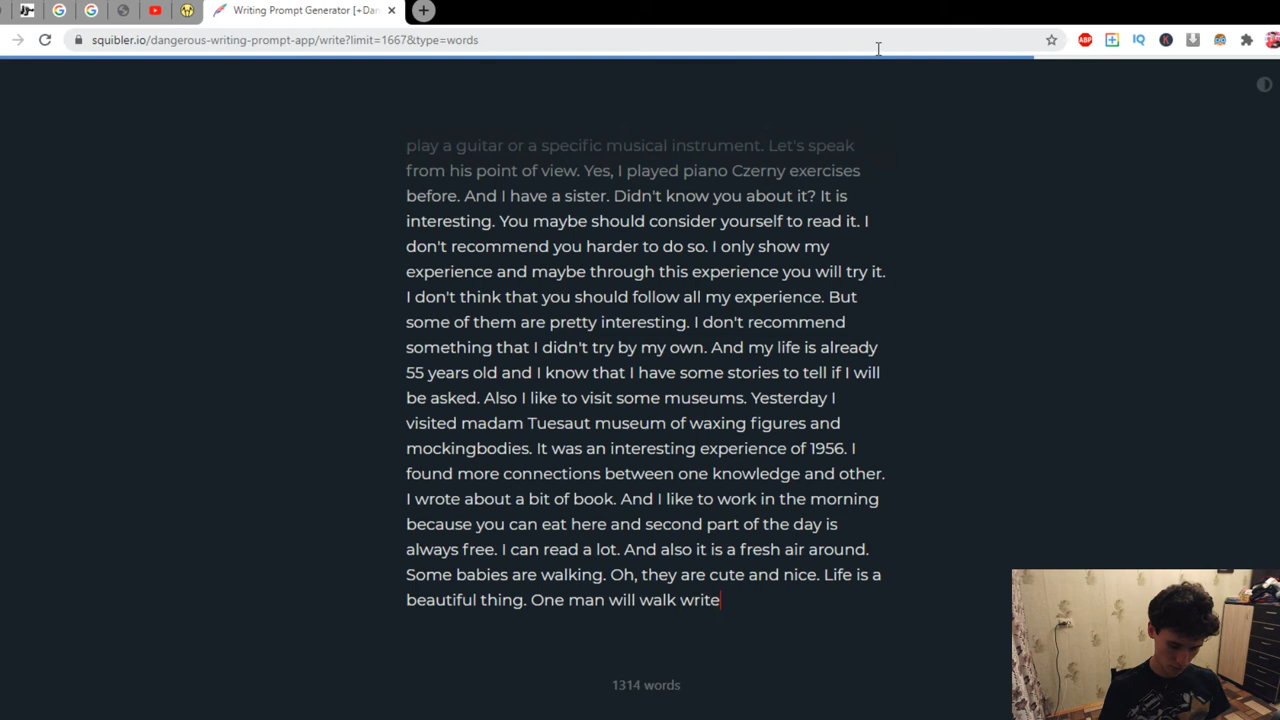 Writing Prompt Generator [+Dan
squibler.io/dangerous-writing-prompt-app/write?limit=1667&type=words
ABP
IQ
K
play a guitar or a specific musical instrument. Let's speak
from his point of view. Yes, I played piano Czerny exercises
before. And I have a sister. Didn't know you about it? It is
interesting. You maybe should consider yourself to read it. I
don't recommend you harder to do so. I only show my
experience and maybe through this experience you will try it.
I don't think that you should follow all my experience. But
some of them are pretty interesting. I don't recommend
something that I didn't try by my own. And my life is already
55 years old and I know that I have some stories to tell if I will
be asked. Also I like to visit some museums. Yesterday I
visited madam Tuesaut museum of waxing figures and
mockingbodies. It was an interesting experience of 1956. I
found more connections between one knowledge and other.
I wrote about a bit of book. And I like to work in the morning
because you can eat here and second part of the day is
always free. I can read a lot. And also it is a fresh air around.
Some babies are walking. Oh, they are cute and nice. Life is a
beautiful thing. One man will walk write
1314 words